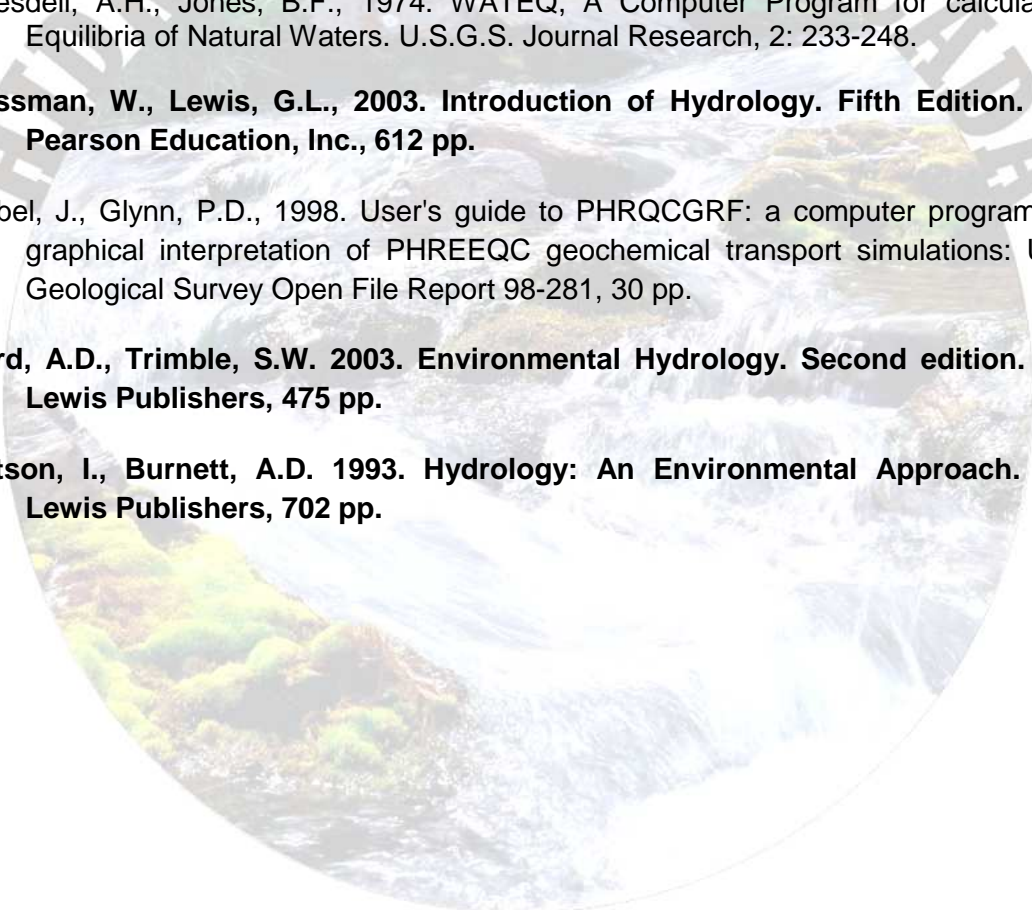 esdell, A.H., Jones, B.F., 1974. WATEQ, A Computer Program for calcula
Equilibria of Natural Waters. U.S.G.S. Journal Research, 2: 233-248.
ssman, W., Lewis, G.L., 2003. Introduction of Hydrology. Fifth Edition.
Pearson Education, Inc., 612 pp.
bel, J., Glynn, P.D., 1998. User's guide to PHRQCGRF: a computer program
graphical interpretation of PHREEQC geochemical transport simulations: U
Geological Survey Open File Report 98-281, 30 pp.
rd, A.D., Trimble, S.W. 2003. Environmental Hydrology. Second edition.
Lewis Publishers, 475 pp.
tson, I., Burnett, A.D. 1993. Hydrology: An Environmental Approach.
Lewis Publishers, 702 pp.